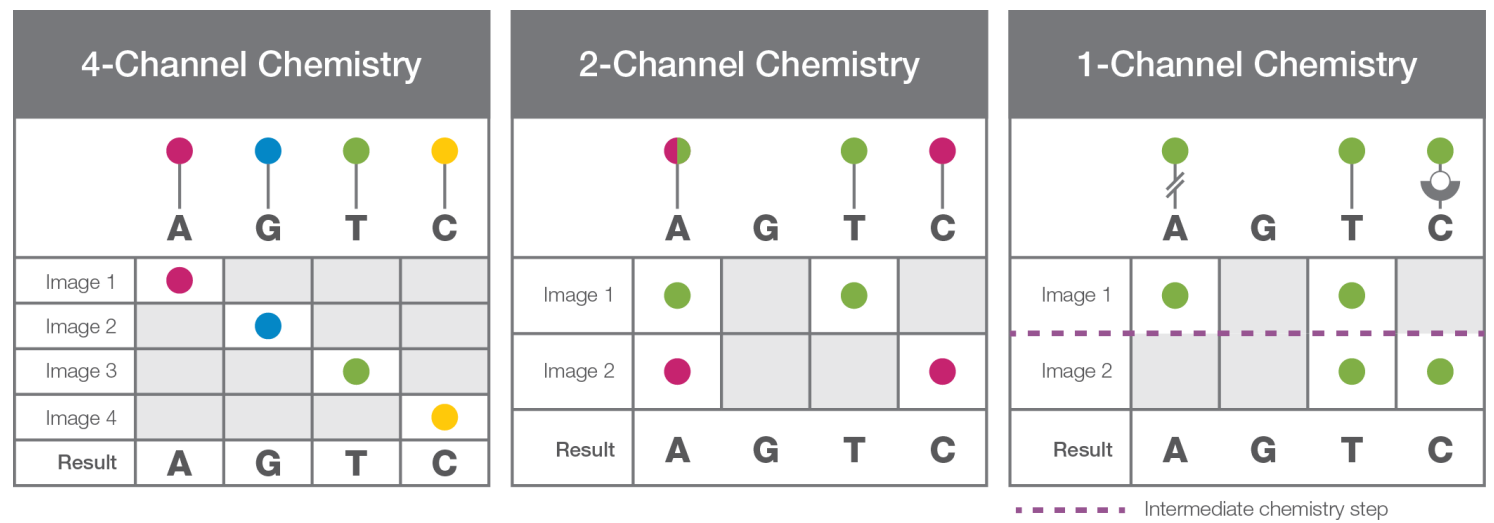 4-Channel Chemistry
A G T C
Image 1
Image 2
Image 3
Image 4
Result A G T C
2-Channel Chemistry
A G T C
Image 1
Image 2
Result A G T C
1-Channel Chemistry
A G T C
Image 1
Image 2
Result A G T C
Intermediate chemistry step